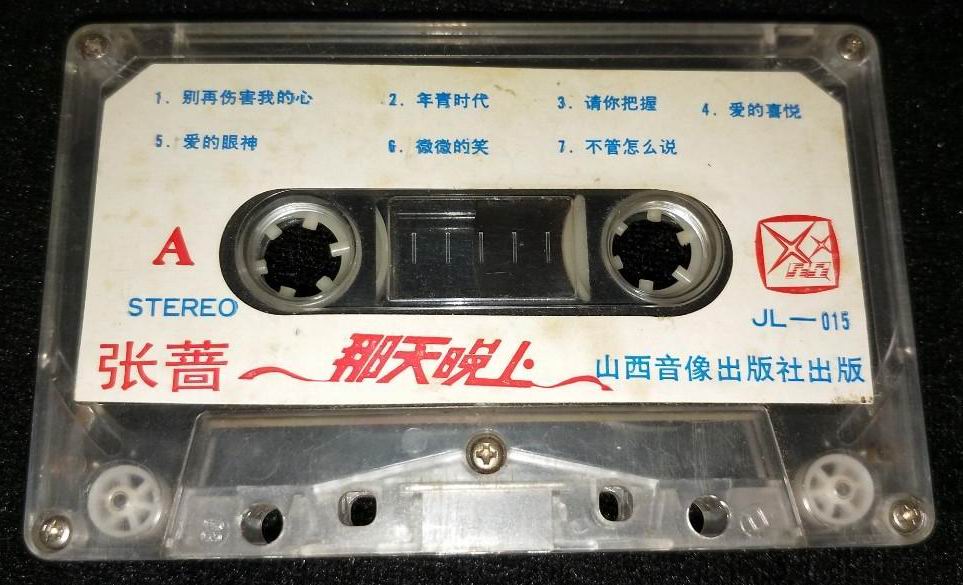 1. 别再伤害我的心 2. 年青时代 3. 请你把握 4. 爱的喜悦
5. 爱的眼神 6. 微微的笑 7. 不管怎么说
A
STEREO
JL—015
张蔷 那天晚上 山西音像出版社出版